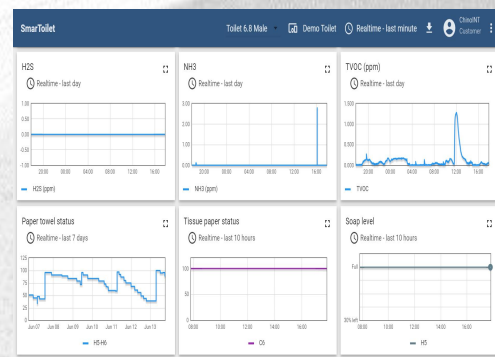 SmartToilet
Toilet 6.8 Male
Demo Toilet
Realtime - last minute
ChinoINT
Customer
H2S
Realtime - last day
1.00
0.50
0.00
-0.50
-1.00
20:00 00:00 04:00 08:00 12:00 16:00
H2S (ppm)
NH3
Realtime - last day
3.00
2.00
1.00
0.00
20:00 00:00 04:00 08:00 12:00 16:00
NH3 (ppm)
TVOC (ppm)
Realtime - last day
1.500
1.000
0.500
0.000
20:00 00:00 04:00 08:00 12:00 16:00
TVOC
Paper towel status
Realtime - last 7 days
125
100
75
50
25
0
Jun 07 Jun 08 Jun 09 Jun 10 Jun 11 Jun 12 Jun 13
H5-H6
Tissue paper status
Realtime - last 10 hours
100
50
0
08:00 10:00 12:00 14:00 16:00
C6
Soap level
Realtime - last 10 hours
Full
30% left
08:00 10:00 12:00 14:00 16:00
H5